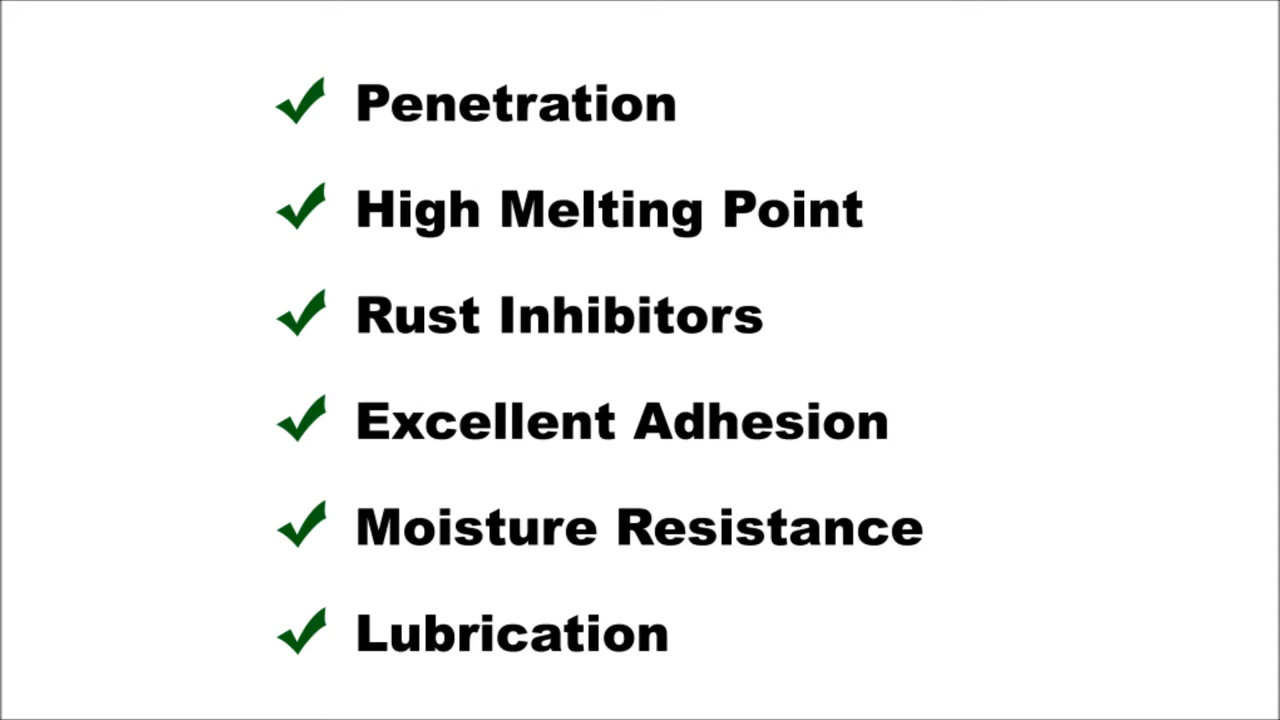 Penetration
High Melting Point
Rust Inhibitors
Excellent Adhesion
Moisture Resistance
Lubrication